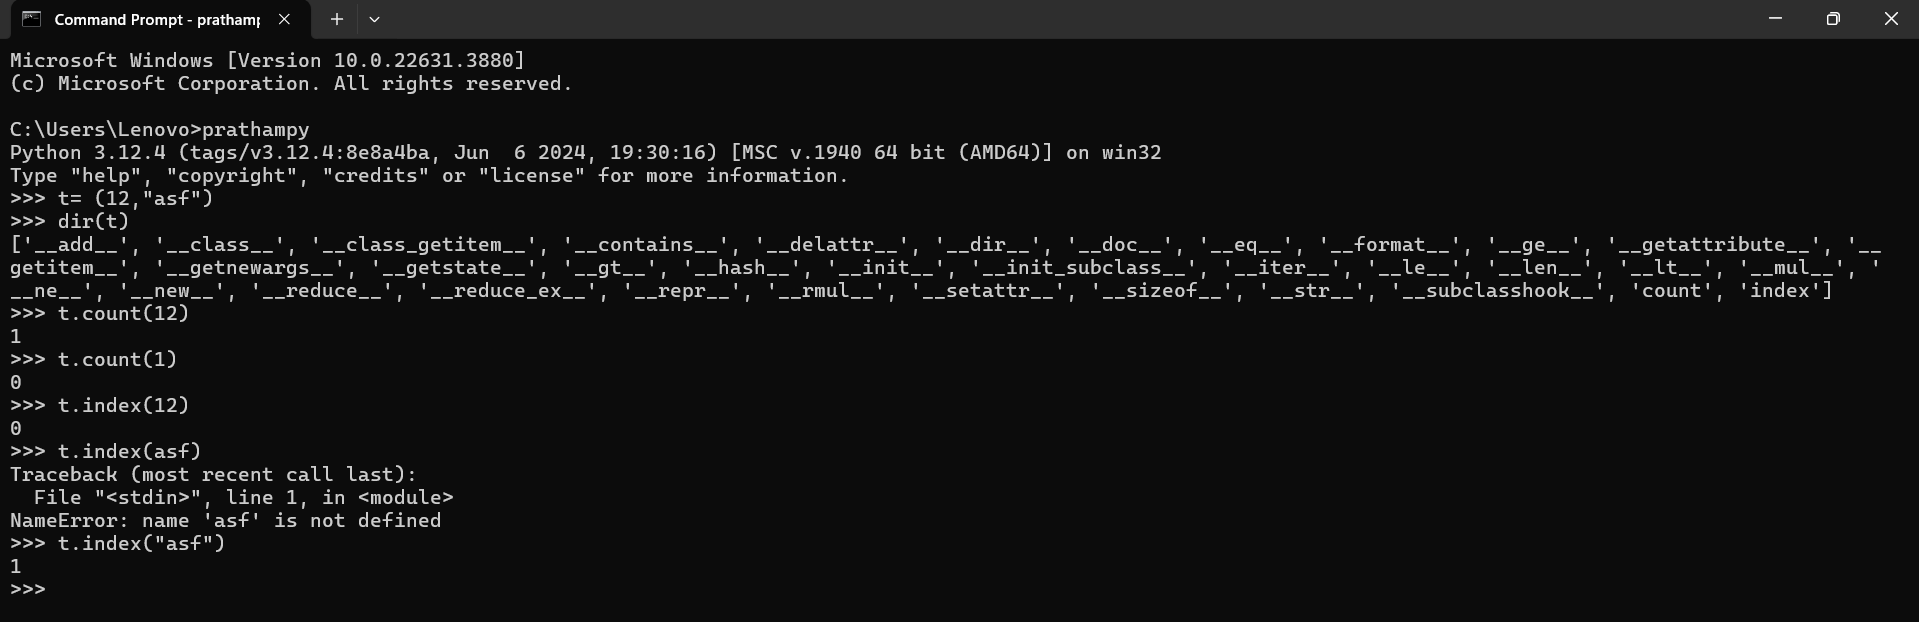 Command Prompt - prathamp
Microsoft Windows [Version 10.0.22631.3880]
(c) Microsoft Corporation. All rights reserved.
C:\Users\Lenovo>prathampy
Python 3.12.4 (tags/v3.12.4:8e8a4ba, Jun  6 2024, 19:30:16) [MSC v.1940 64 bit (AMD64)] on win32
Type "help", "copyright", "credits" or "license" for more information.
>>> t= (12,"asf")
>>> dir(t)
['__add__', '__class__', '__class_getitem__', '__contains__', '__delattr__', '__dir__', '__doc__', '__eq__', '__format__', '__ge__', '__getattribute__', '__
getitem__', '__getnewargs__', '__getstate__', '__gt__', '__hash__', '__init__', '__init_subclass__', '__iter__', '__le__', '__len__', '__lt__', '__mul__', '
__ne__', '__new__', '__reduce__', '__reduce_ex__', '__repr__', '__rmul__', '__setattr__', '__sizeof__', '__str__', '__subclasshook__', 'count', 'index']
>>> t.count(12)
1
>>> t.count(1)
0
>>> t.index(12)
0
>>> t.index(asf)
Traceback (most recent call last):
  File "<stdin>", line 1, in <module>
NameError: name 'asf' is not defined
>>> t.index("asf")
1
>>>